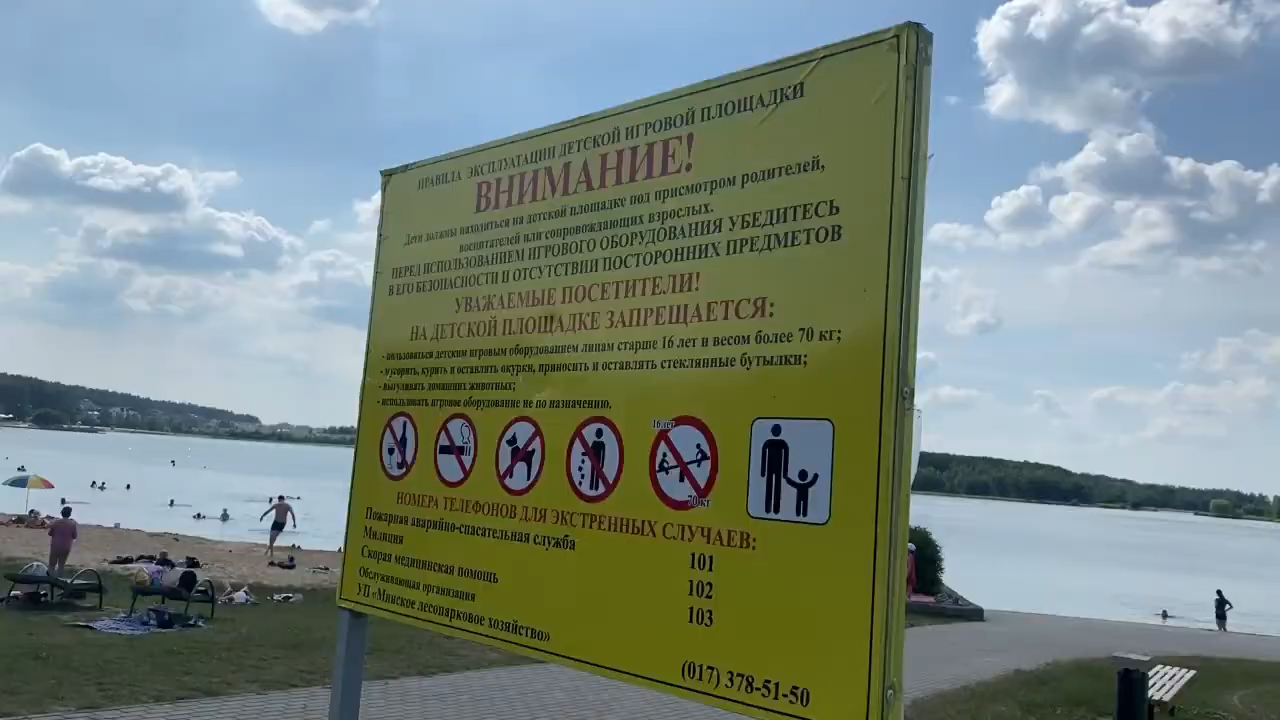 ПРАВИЛА ЭКСПЛУАТАЦИИ ДЕТСКОЙ ИГРОВОЙ ПЛОЩАДКИ
ВНИМАНИЕ!
Дети должны находиться на детской площадке под присмотром родителей,
воспитателей или сопровождающих взрослых.
ПЕРЕД ИСПОЛЬЗОВАНИЕМ ИГРОВОГО ОБОРУДОВАНИЯ УБЕДИТЕСЬ
В ЕГО БЕЗОПАСНОСТИ И ОТСУТСТВИИ ПОСТОРОННИХ ПРЕДМЕТОВ
УВАЖАЕМЫЕ ПОСЕТИТЕЛИ!
НА ДЕТСКОЙ ПЛОЩАДКЕ ЗАПРЕЩАЕТСЯ:
- пользоваться детским игровым оборудованием лицам старше 16 лет и весом более 70 кг;
- мусорить, курить и оставлять окурки, приносить и оставлять стеклянные бутылки;
- выгуливать домашних животных;
- использовать игровое оборудование не по назначению.
16 лет
70 кг
НОМЕРА ТЕЛЕФОНОВ ДЛЯ ЭКСТРЕННЫХ СЛУЧАЕВ:
Пожарная аварийно-спасательная служба 101
Милиция 102
Скорая медицинская помощь 103
Обслуживающая организация
УП «Минское лесопарковое хозяйство» (017) 378-51-50